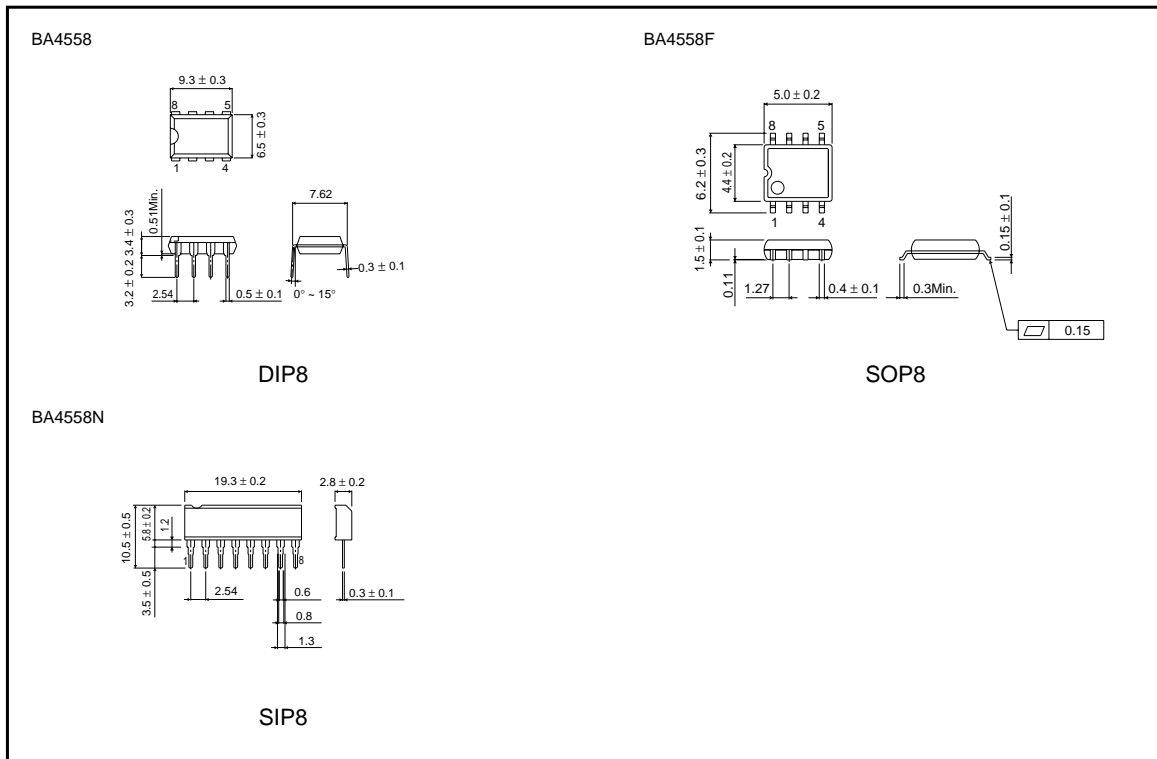 BA4558
9.3 ± 0.3
8 5
6.5 ± 0.3
1 4
0.51Min.
3.2 ± 0.2 3.4 ± 0.3
7.62
2.54
0.5 ± 0.1
0° ~ 15°
0.3 ± 0.1
DIP8
BA4558F
5.0 ± 0.2
8 5
6.2 ± 0.3
4.4 ± 0.2
1 4
1.5 ± 0.1
0.11
1.27
0.4 ± 0.1
0.3Min.
0.15 ± 0.1
0.15
SOP8
BA4558N
19.3 ± 0.2
2.8 ± 0.2
10.5 ± 0.5
5.8 ± 0.2
1.2
3.5 ± 0.5
1 8
2.54
0.6
0.3 ± 0.1
0.8
1.3
SIP8